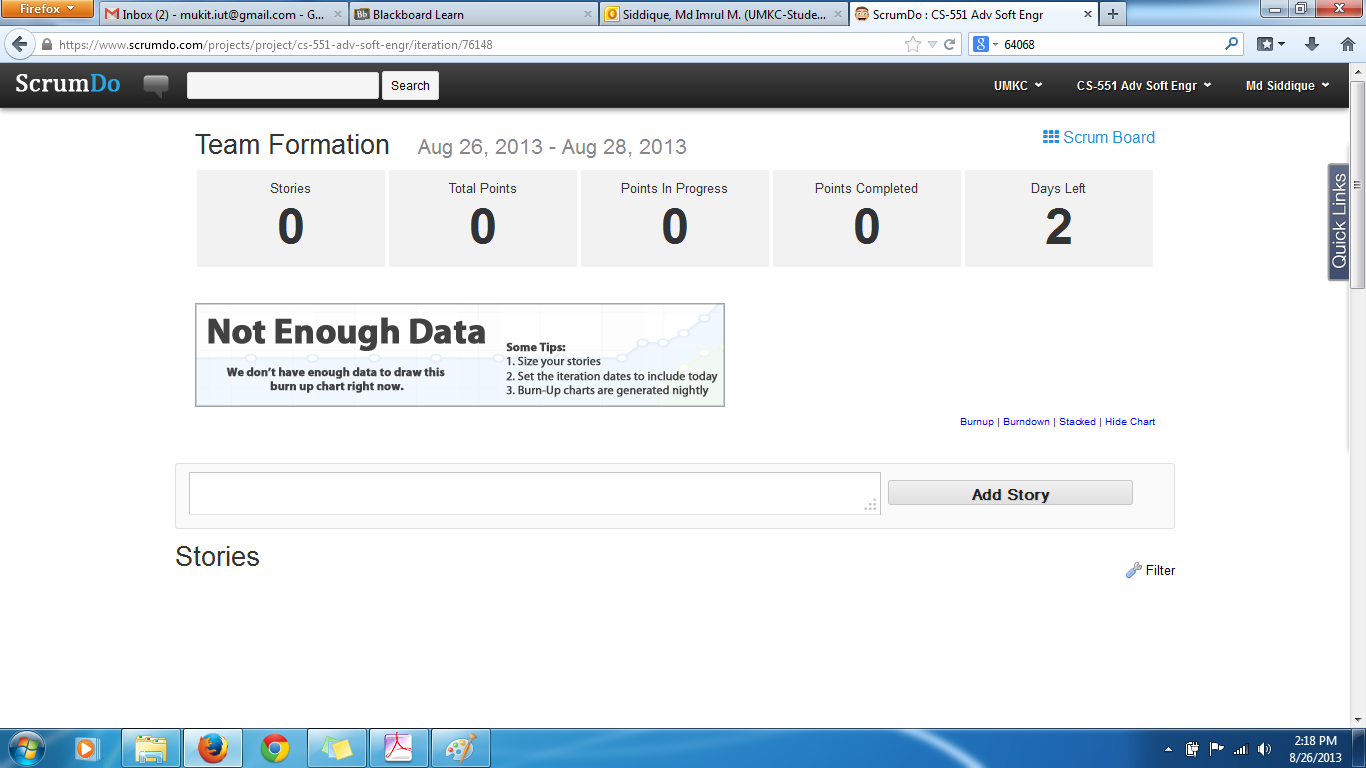 Firefox
Inbox (2) - mukit.iut@gmail.com - G...
Blackboard Learn
Siddique, Md Imrul M. (UMKC-Stude...
ScrumDo : CS-551 Adv Soft Engr
https://www.scrumdo.com/projects/project/cs-551-adv-soft-engr/iteration/76148
64068
ScrumDo
Search
UMKC
CS-551 Adv Soft Engr
Md Siddique
Team Formation
Aug 26, 2013 - Aug 28, 2013
Scrum Board
Stories
Total Points
Points In Progress
Points Completed
Days Left
0
0
0
0
2
Quick Links
Not Enough Data
We don't have enough data to draw this
burn up chart right now.
Some Tips:
1. Size your stories
2. Set the iteration dates to include today
3. Burn-Up charts are generated nightly
Burnup | Burndown | Stacked | Hide Chart
Add Story
Stories
Filter
2:18 PM
8/26/2013